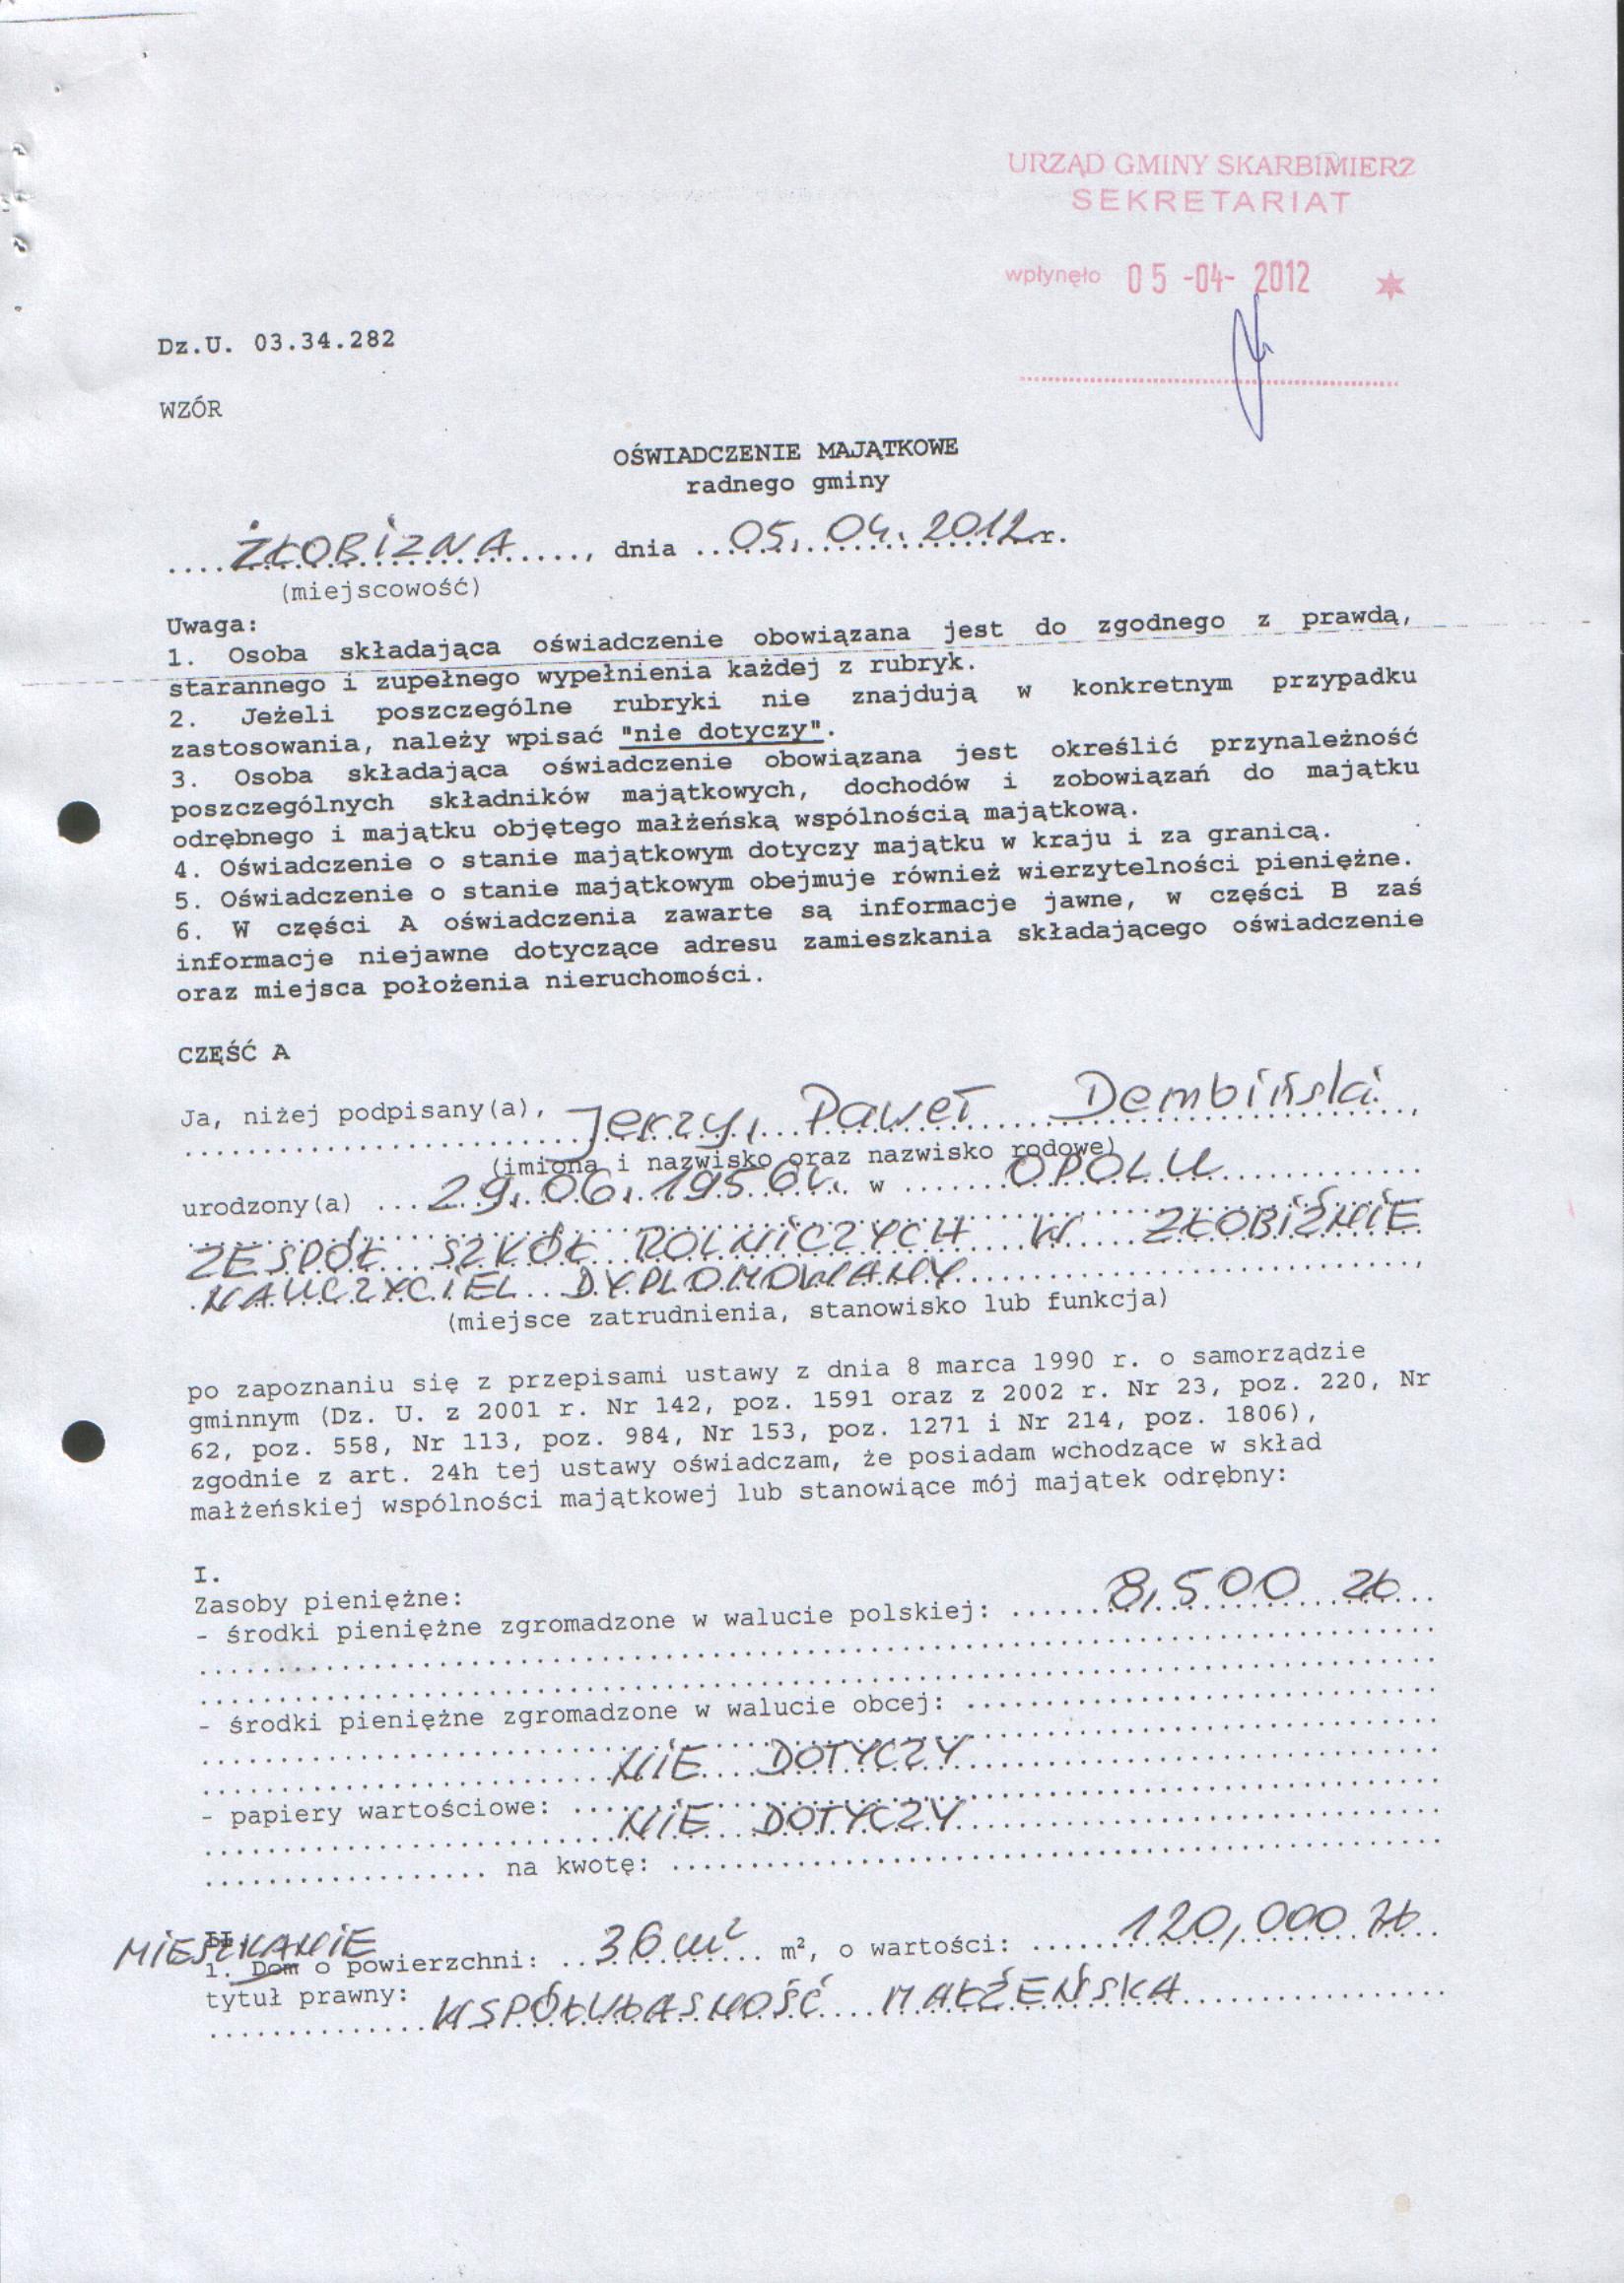 URZĄD GMINY SKARBIMIERZ
SEKRETARIAT
wpłynęło 05 -04- 2012
Dz.U. 03.34.282
WZÓR
OŚWIADCZENIE MAJĄTKOWE
radnego gminy
....ŻŁOBIZNA....., dnia ..05.04.2012r.
(miejscowość)
Uwaga:
1. Osoba składająca oświadczenie obowiązana jest do zgodnego z prawdą,
starannego i zupełnego wypełnienia każdej z rubryk.
2. Jeżeli poszczególne rubryki nie znajdują w konkretnym przypadku
zastosowania, należy wpisać "nie dotyczy".
3. Osoba składająca oświadczenie obowiązana jest określić przynależność
poszczególnych składników majątkowych, dochodów i zobowiązań do majątku
odrębnego i majątku objętego małżeńską wspólnością majątkową.
4. Oświadczenie o stanie majątkowym dotyczy majątku w kraju i za granicą.
5. Oświadczenie o stanie majątkowym obejmuje również wierzytelności pieniężne.
6. W części A oświadczenia zawarte są informacje jawne, w części B zaś
informacje niejawne dotyczące adresu zamieszkania składającego oświadczenie
oraz miejsca położenia nieruchomości.
CZĘŚĆ A
Ja, niżej podpisany(a), Jerzy, Paweł Dembiński,
(imiona i nazwisko oraz nazwisko rodowe)
urodzony(a) ...29.06.1956r. w ......OPOLU..........
ZESPÓŁ SZKÓŁ ROLNICZYCH W ŻŁOBIŹNIE
NAUCZYCIEL DYPLOMOWANY..........,
(miejsce zatrudnienia, stanowisko lub funkcja)
po zapoznaniu się z przepisami ustawy z dnia 8 marca 1990 r. o samorządzie
gminnym (Dz. U. z 2001 r. Nr 142, poz. 1591 oraz z 2002 r. Nr 23, poz. 220, Nr
62, poz. 558, Nr 113, poz. 984, Nr 153, poz. 1271 i Nr 214, poz. 1806),
zgodnie z art. 24h tej ustawy oświadczam, że posiadam wchodzące w skład
małżeńskiej wspólności majątkowej lub stanowiące mój majątek odrębny:
I.
Zasoby pieniężne:
- środki pieniężne zgromadzone w walucie polskiej: ......8,500 zł..
- środki pieniężne zgromadzone w walucie obcej: ..........
NIE DOTYCZY
- papiery wartościowe: ..........
NIE DOTYCZY
.......... na kwotę: ..........
II.
MIESZKANIE
1. Dom o powierzchni: ..36 m²... m², o wartości: ......120,000 zł..
tytuł prawny:
WSPÓŁWŁASNOŚĆ MAŁŻEŃSKA